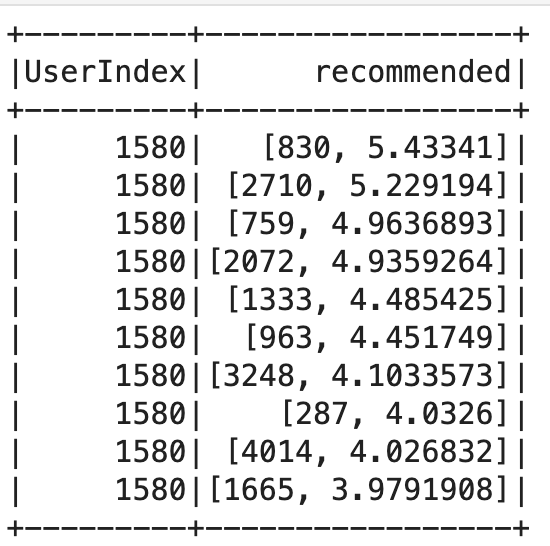 +---------+-----------------+
|UserIndex|      recommended|
+---------+-----------------+
|     1580|   [830, 5.43341]|
|     1580| [2710, 5.229194]|
|     1580| [759, 4.9636893]|
|     1580|[2072, 4.9359264]|
|     1580| [1333, 4.485425]|
|     1580|  [963, 4.451749]|
|     1580|[3248, 4.1033573]|
|     1580|    [287, 4.0326]|
|     1580| [4014, 4.026832]|
|     1580|[1665, 3.9791908]|
+---------+-----------------+